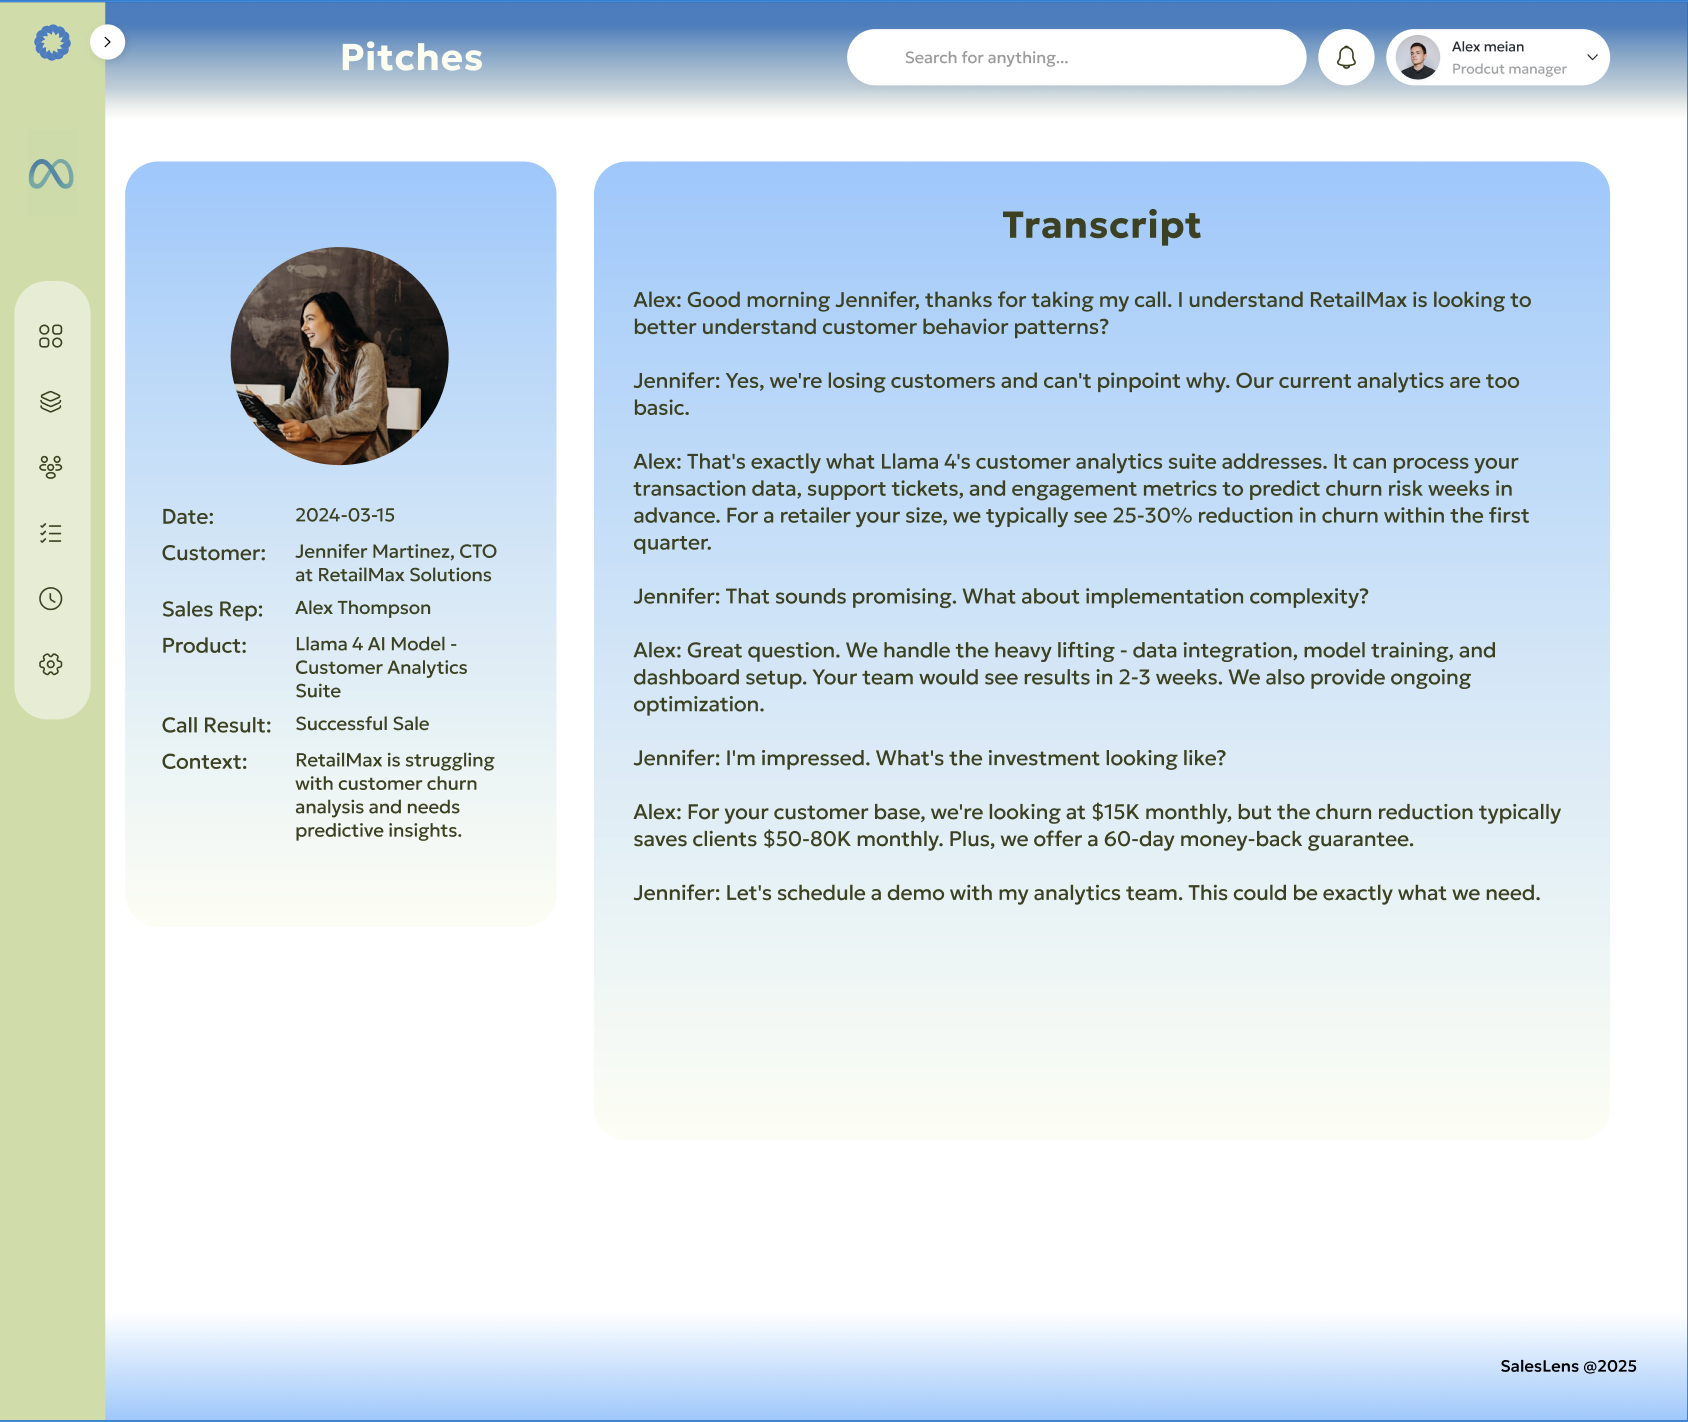 Pitches
Search for anything...
Alex meian
Prodcut manager
Date: 2024-03-15
Customer: Jennifer Martinez, CTO
at RetailMax Solutions
Sales Rep: Alex Thompson
Product: Llama 4 AI Model -
Customer Analytics
Suite
Call Result: Successful Sale
Context: RetailMax is struggling
with customer churn
analysis and needs
predictive insights.
Transcript
Alex: Good morning Jennifer, thanks for taking my call. I understand RetailMax is looking to
better understand customer behavior patterns?
Jennifer: Yes, we're losing customers and can't pinpoint why. Our current analytics are too
basic.
Alex: That's exactly what Llama 4's customer analytics suite addresses. It can process your
transaction data, support tickets, and engagement metrics to predict churn risk weeks in
advance. For a retailer your size, we typically see 25-30% reduction in churn within the first
quarter.
Jennifer: That sounds promising. What about implementation complexity?
Alex: Great question. We handle the heavy lifting - data integration, model training, and
dashboard setup. Your team would see results in 2-3 weeks. We also provide ongoing
optimization.
Jennifer: I'm impressed. What's the investment looking like?
Alex: For your customer base, we're looking at $15K monthly, but the churn reduction typically
saves clients $50-80K monthly. Plus, we offer a 60-day money-back guarantee.
Jennifer: Let's schedule a demo with my analytics team. This could be exactly what we need.
SalesLens @2025